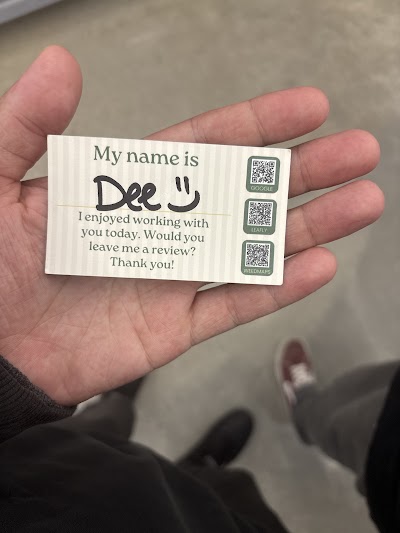 My name is
Dee
I enjoyed working with
you today. Would you
leave me a review?
Thank you!
GOOGLE
LEAFLY
WEEDMAPS